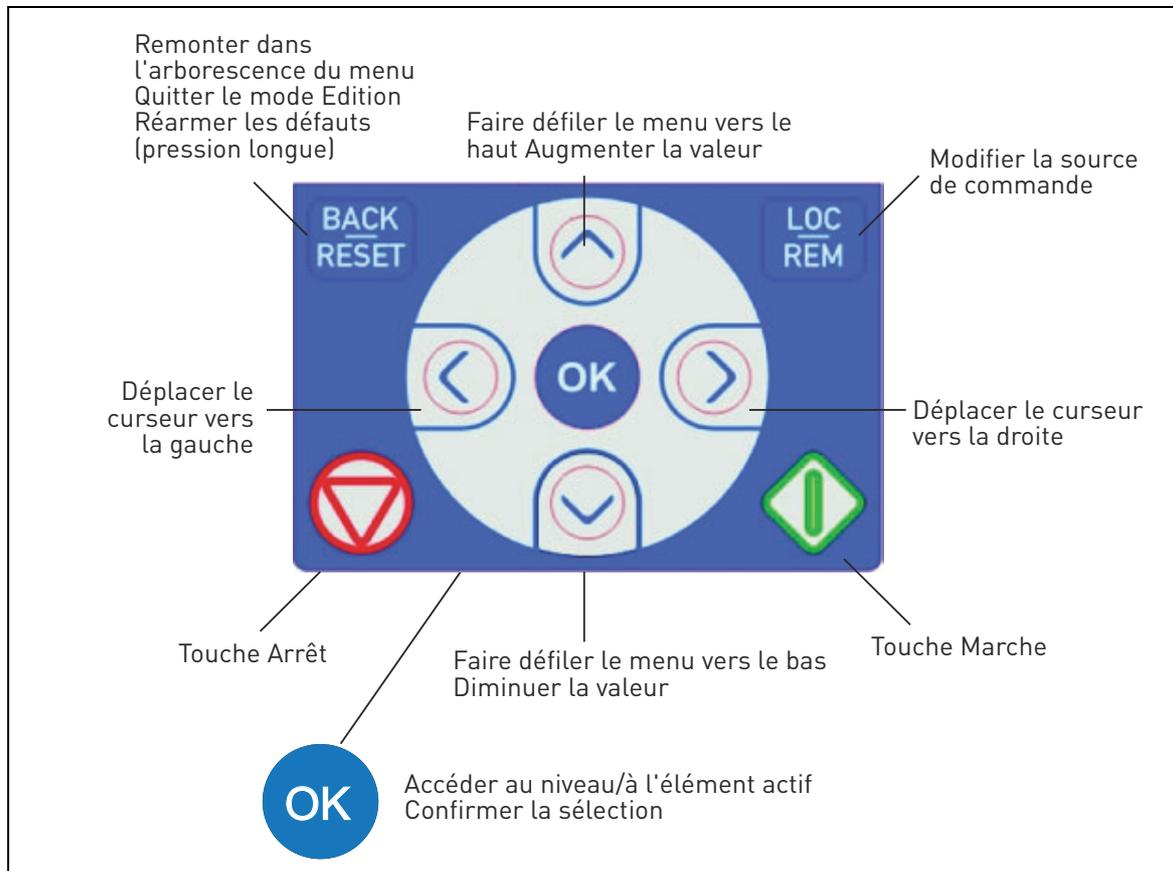 Remonter dans
l'arborescence du menu
Quitter le mode Edition
Réarmer les défauts
(pression longue)
Faire défiler le menu vers le
haut Augmenter la valeur
Modifier la source
de commande
BACK
RESET
LOC
REM
OK
Déplacer le
curseur vers
la gauche
Déplacer le curseur
vers la droite
Touche Arrêt
Faire défiler le menu vers le bas
Diminuer la valeur
Touche Marche
OK
Accéder au niveau/à l'élément actif
Confirmer la sélection